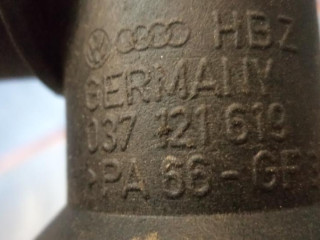 HBZ
GERMANY
037 121 619
>PA 66-GF